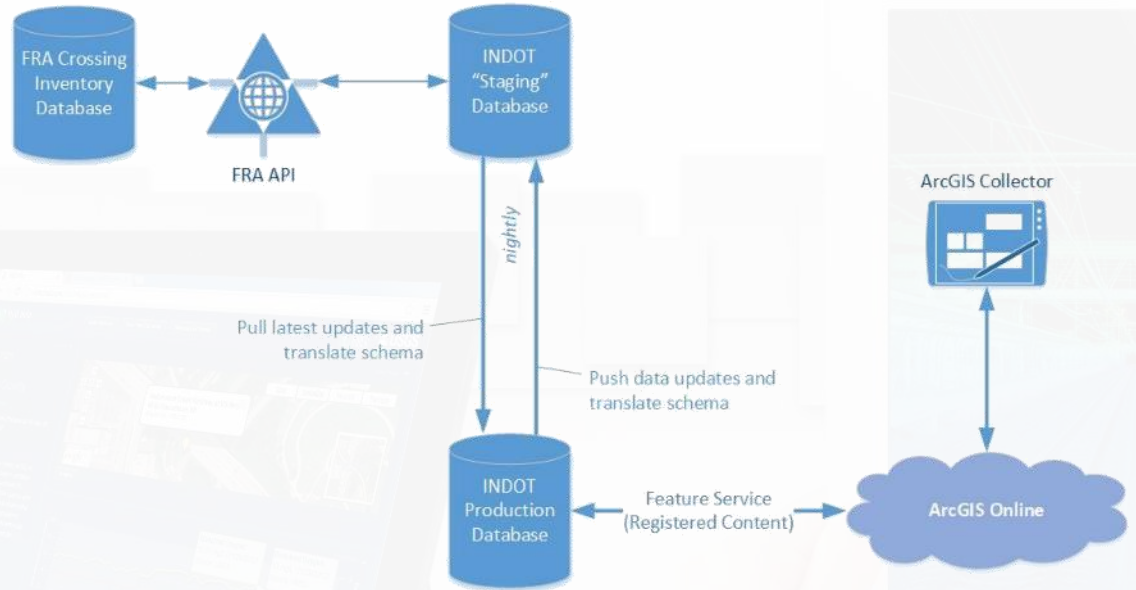 FRA Crossing
Inventory
Database
FRA API
INDOT
“Staging”
Database
nightly
Pull latest updates and
translate schema
Push data updates and
translate schema
INDOT
Production
Database
Feature Service
(Registered Content)
ArcGIS Collector
ArcGIS Online